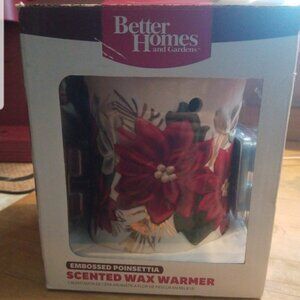 Better
Homes
and Gardens
EMBOSSED POINSETTIA
SCENTED WAX WARMER